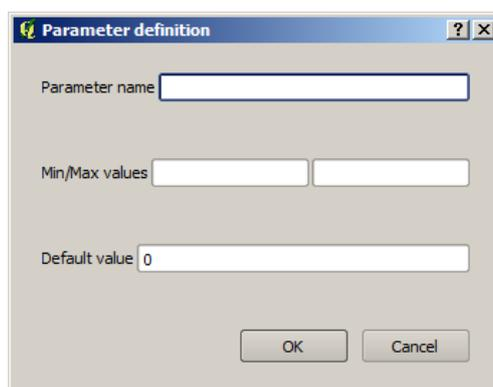 Parameter definition ? X
Parameter name
Min/Max values
Default value 0
OK Cancel